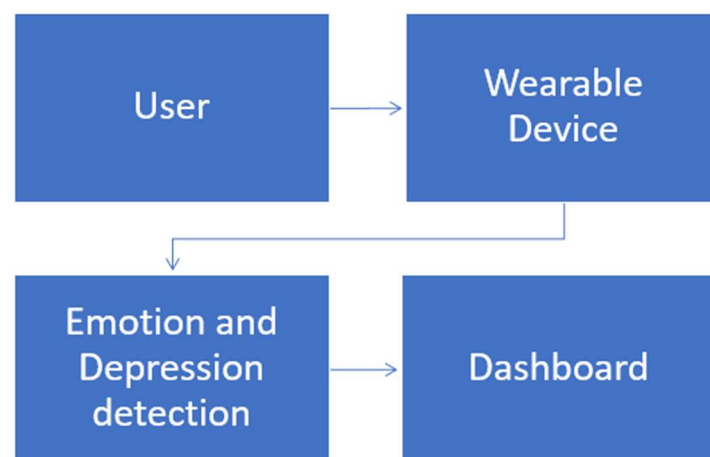 User
Wearable
Device
Emotion and
Depression
detection
Dashboard